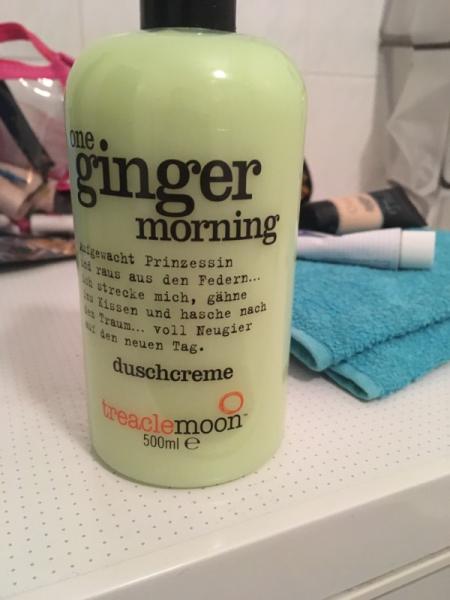 one
ginger
morning
Aufgewacht Prinzessin
und raus aus den Federn...
Ich strecke mich, gähne
ins Kissen und hasche nach
dem Traum... voll Neugier
auf den neuen Tag.
duschcreme
treaclemoon™
500ml ℮